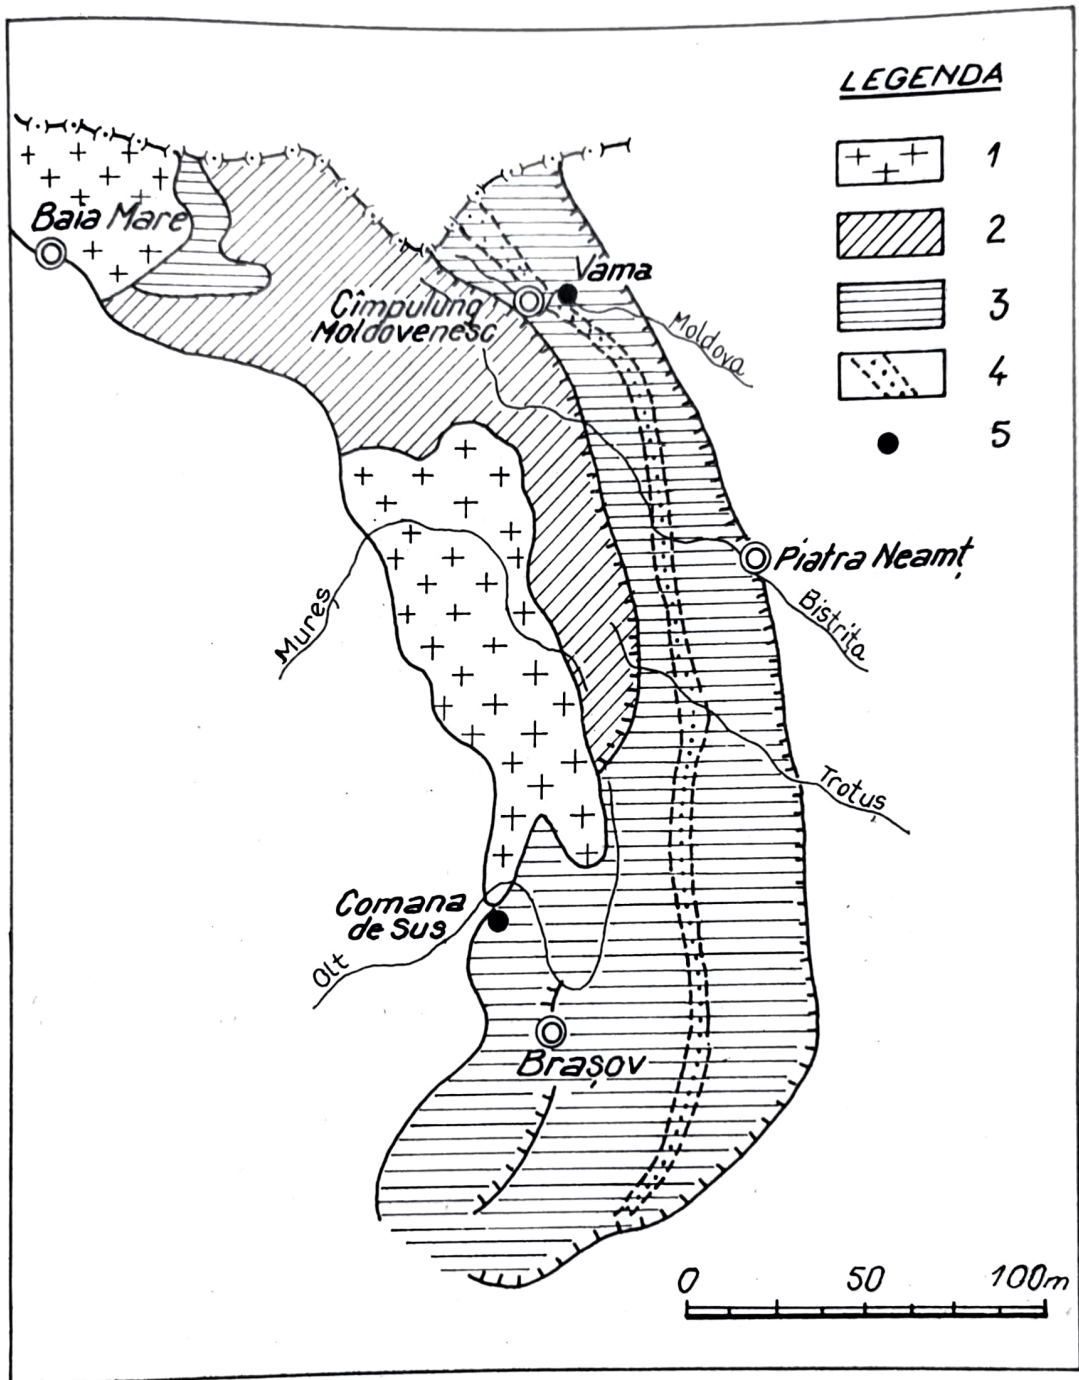 LEGENDA
1
2
3
4
5
Baia Mare
Vama
Cîmpulung
Moldovenesc
Moldova
Piatra Neamț
Bistrița
Mureș
Trotuș
Comana
de Sus
Olt
Brașov
0 50 100m